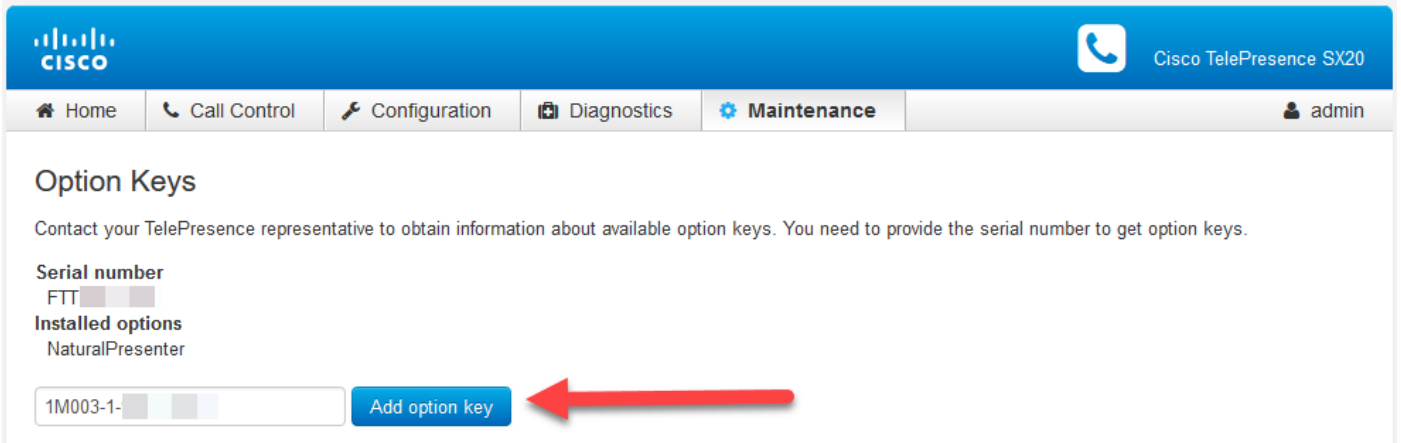 CISCO
Cisco TelePresence SX20
Home Call Control Configuration Diagnostics Maintenance admin
Option Keys
Contact your TelePresence representative to obtain information about available option keys. You need to provide the serial number to get option keys.
Serial number
FTT
Installed options
NaturalPresenter
1M003-1- Add option key